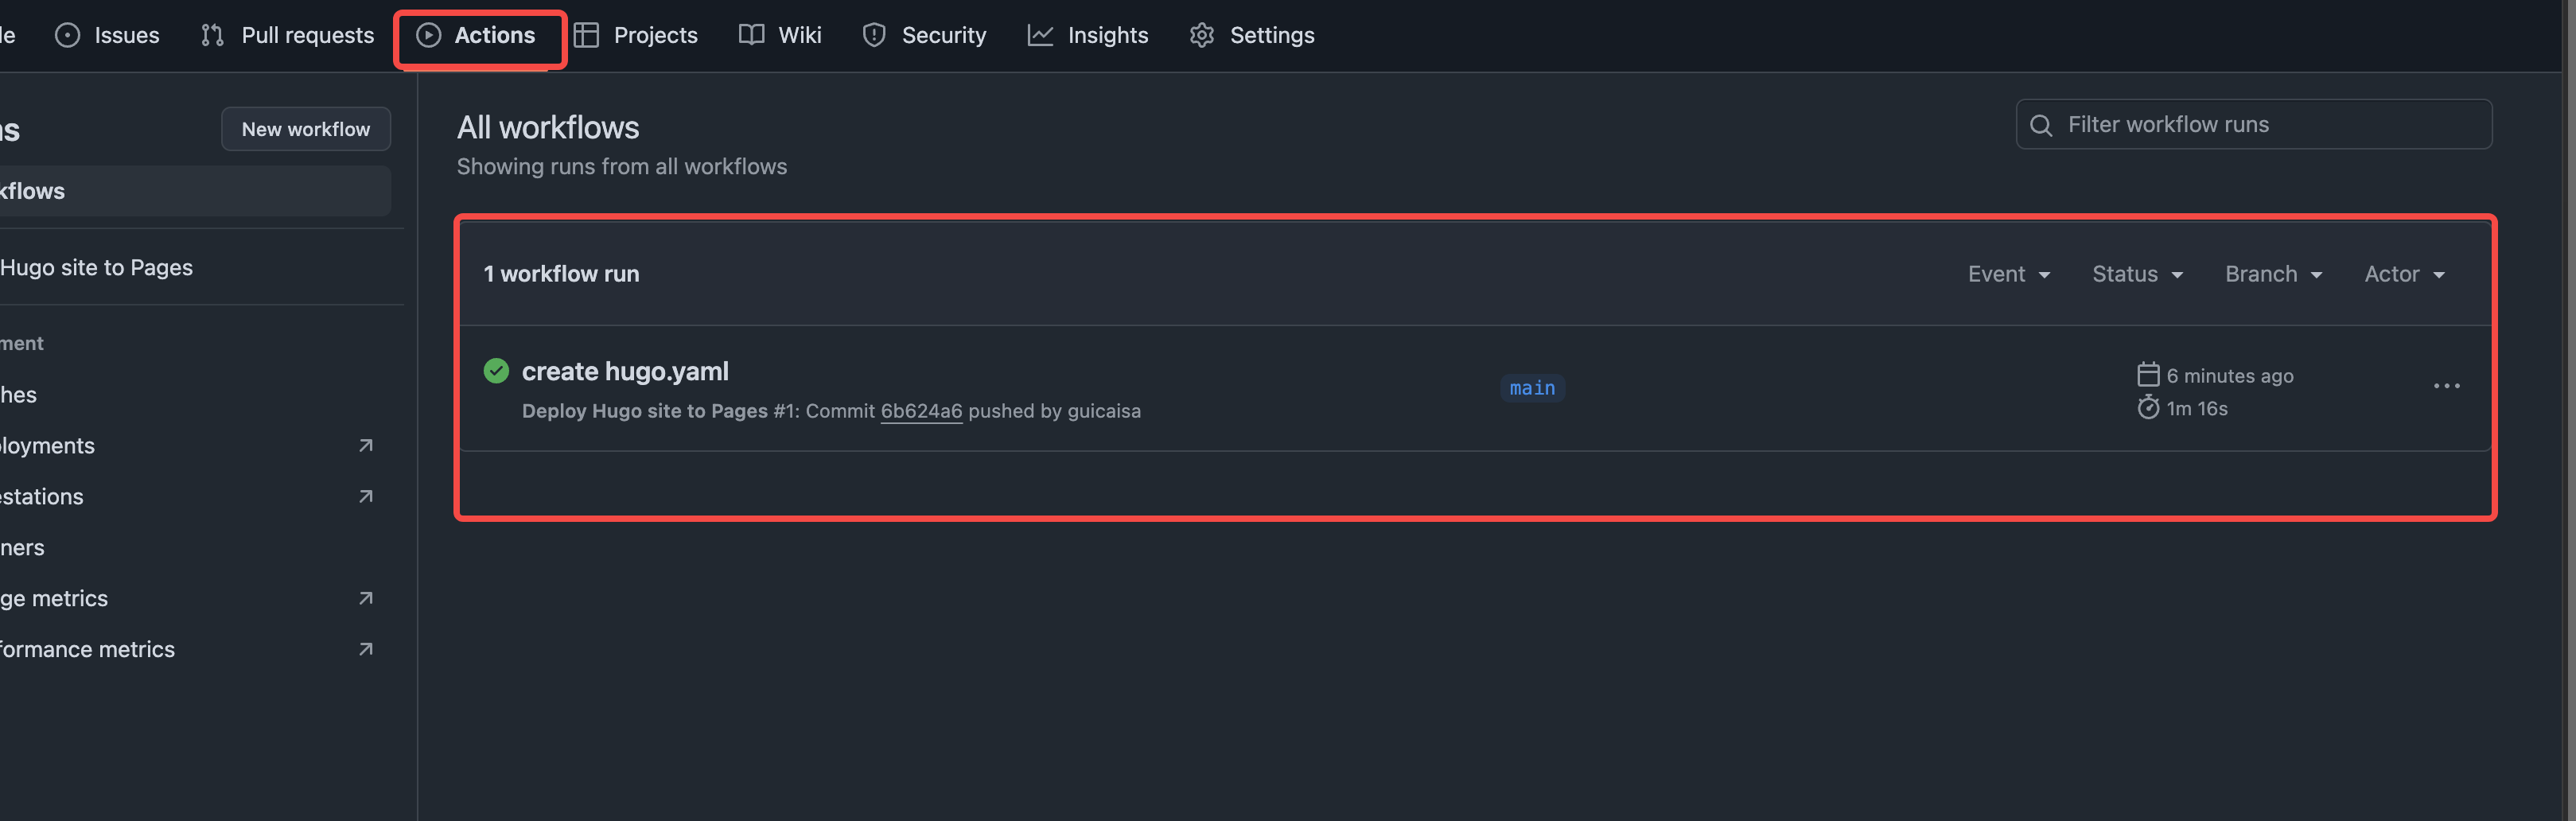 le Issues Pull requests Actions Projects Wiki Security Insights Settings
ns New workflow
kflows
Hugo site to Pages
ment
hes
loyments
estations
ners
ge metrics
formance metrics
All workflows
Showing runs from all workflows
Filter workflow runs
1 workflow run Event Status Branch Actor
create hugo.yaml
Deploy Hugo site to Pages #1: Commit 6b624a6 pushed by guicaisa
main
6 minutes ago
1m 16s